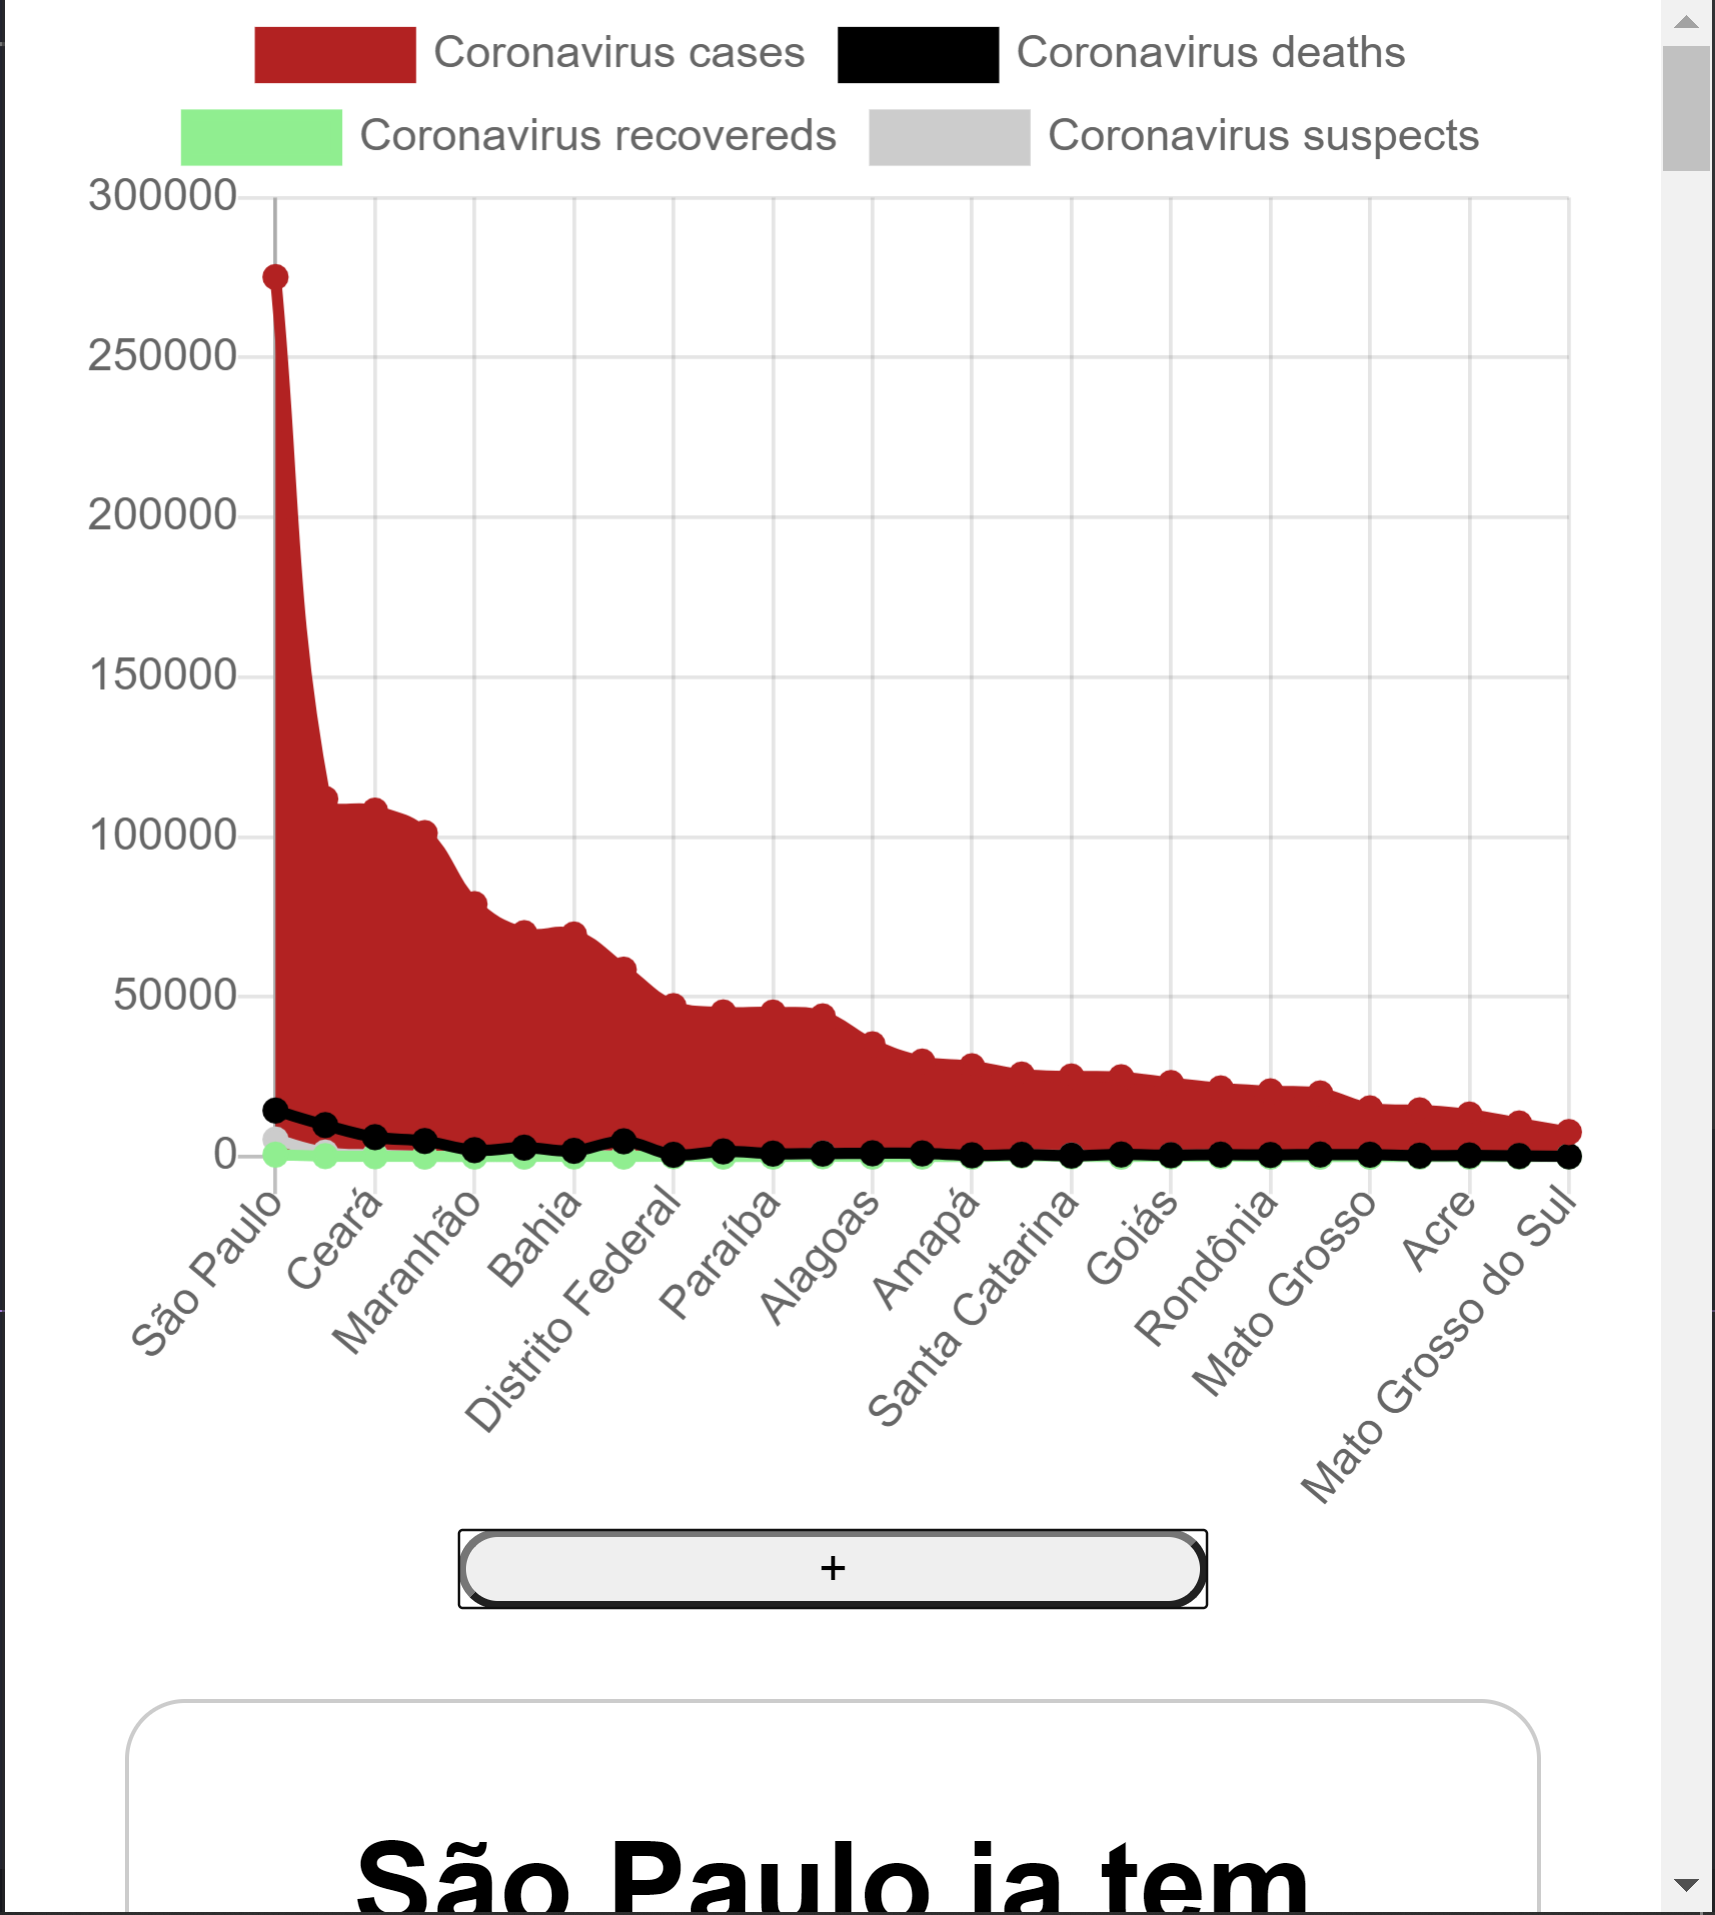 Coronavirus cases Coronavirus deaths
Coronavirus recovereds Coronavirus suspects
300000
250000
200000
150000
100000
50000
0
São Paulo
Ceará
Maranhão
Bahia
Distrito Federal
Paraíba
Alagoas
Amapá
Santa Catarina
Goiás
Rondônia
Mato Grosso
Acre
Mato Grosso do Sul
+
São Paulo ja tem